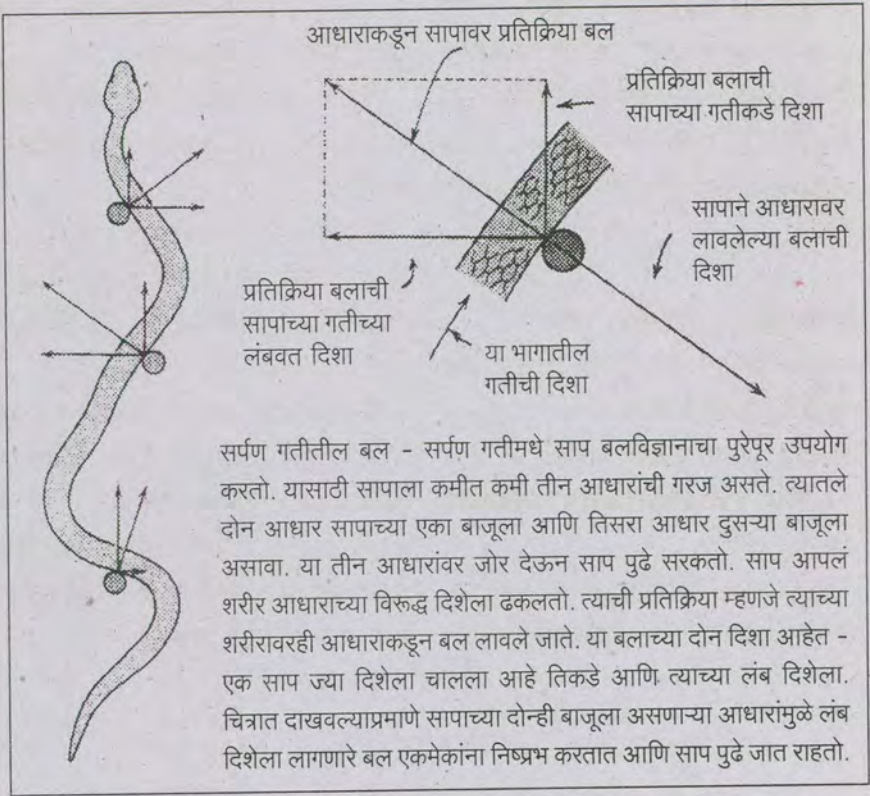 आधाराकडून सापावर प्रतिक्रिया बल
प्रतिक्रिया बलाची
सापाच्या गतीकडे दिशा
सापाने आधारावर
लावलेल्या बलाची
दिशा
प्रतिक्रिया बलाची
सापाच्या गतीच्या
लंबवत दिशा
या भागातील
गतीची दिशा
सर्पण गतीतील बल - सर्पण गतीमधे साप बलविज्ञानाचा पुरेपूर उपयोग
करतो. यासाठी सापाला कमीत कमी तीन आधारांची गरज असते. त्यातले
दोन आधार सापाच्या एका बाजूला आणि तिसरा आधार दुसऱ्या बाजूला
असावा. या तीन आधारांवर जोर देऊन साप पुढे सरकतो. साप आपलं
शरीर आधाराच्या विरूद्ध दिशेला ढकलतो. त्याची प्रतिक्रिया म्हणजे त्याच्या
शरीरावरही आधाराकडून बल लावले जाते. या बलाच्या दोन दिशा आहेत -
एक साप ज्या दिशेला चालला आहे तिकडे आणि त्याच्या लंब दिशेला.
चित्रात दाखवल्याप्रमाणे सापाच्या दोन्ही बाजूला असणाऱ्या आधारांमुळे लंब
दिशेला लागणारे बल एकमेकांना निष्प्रभ करतात आणि साप पुढे जात राहतो.